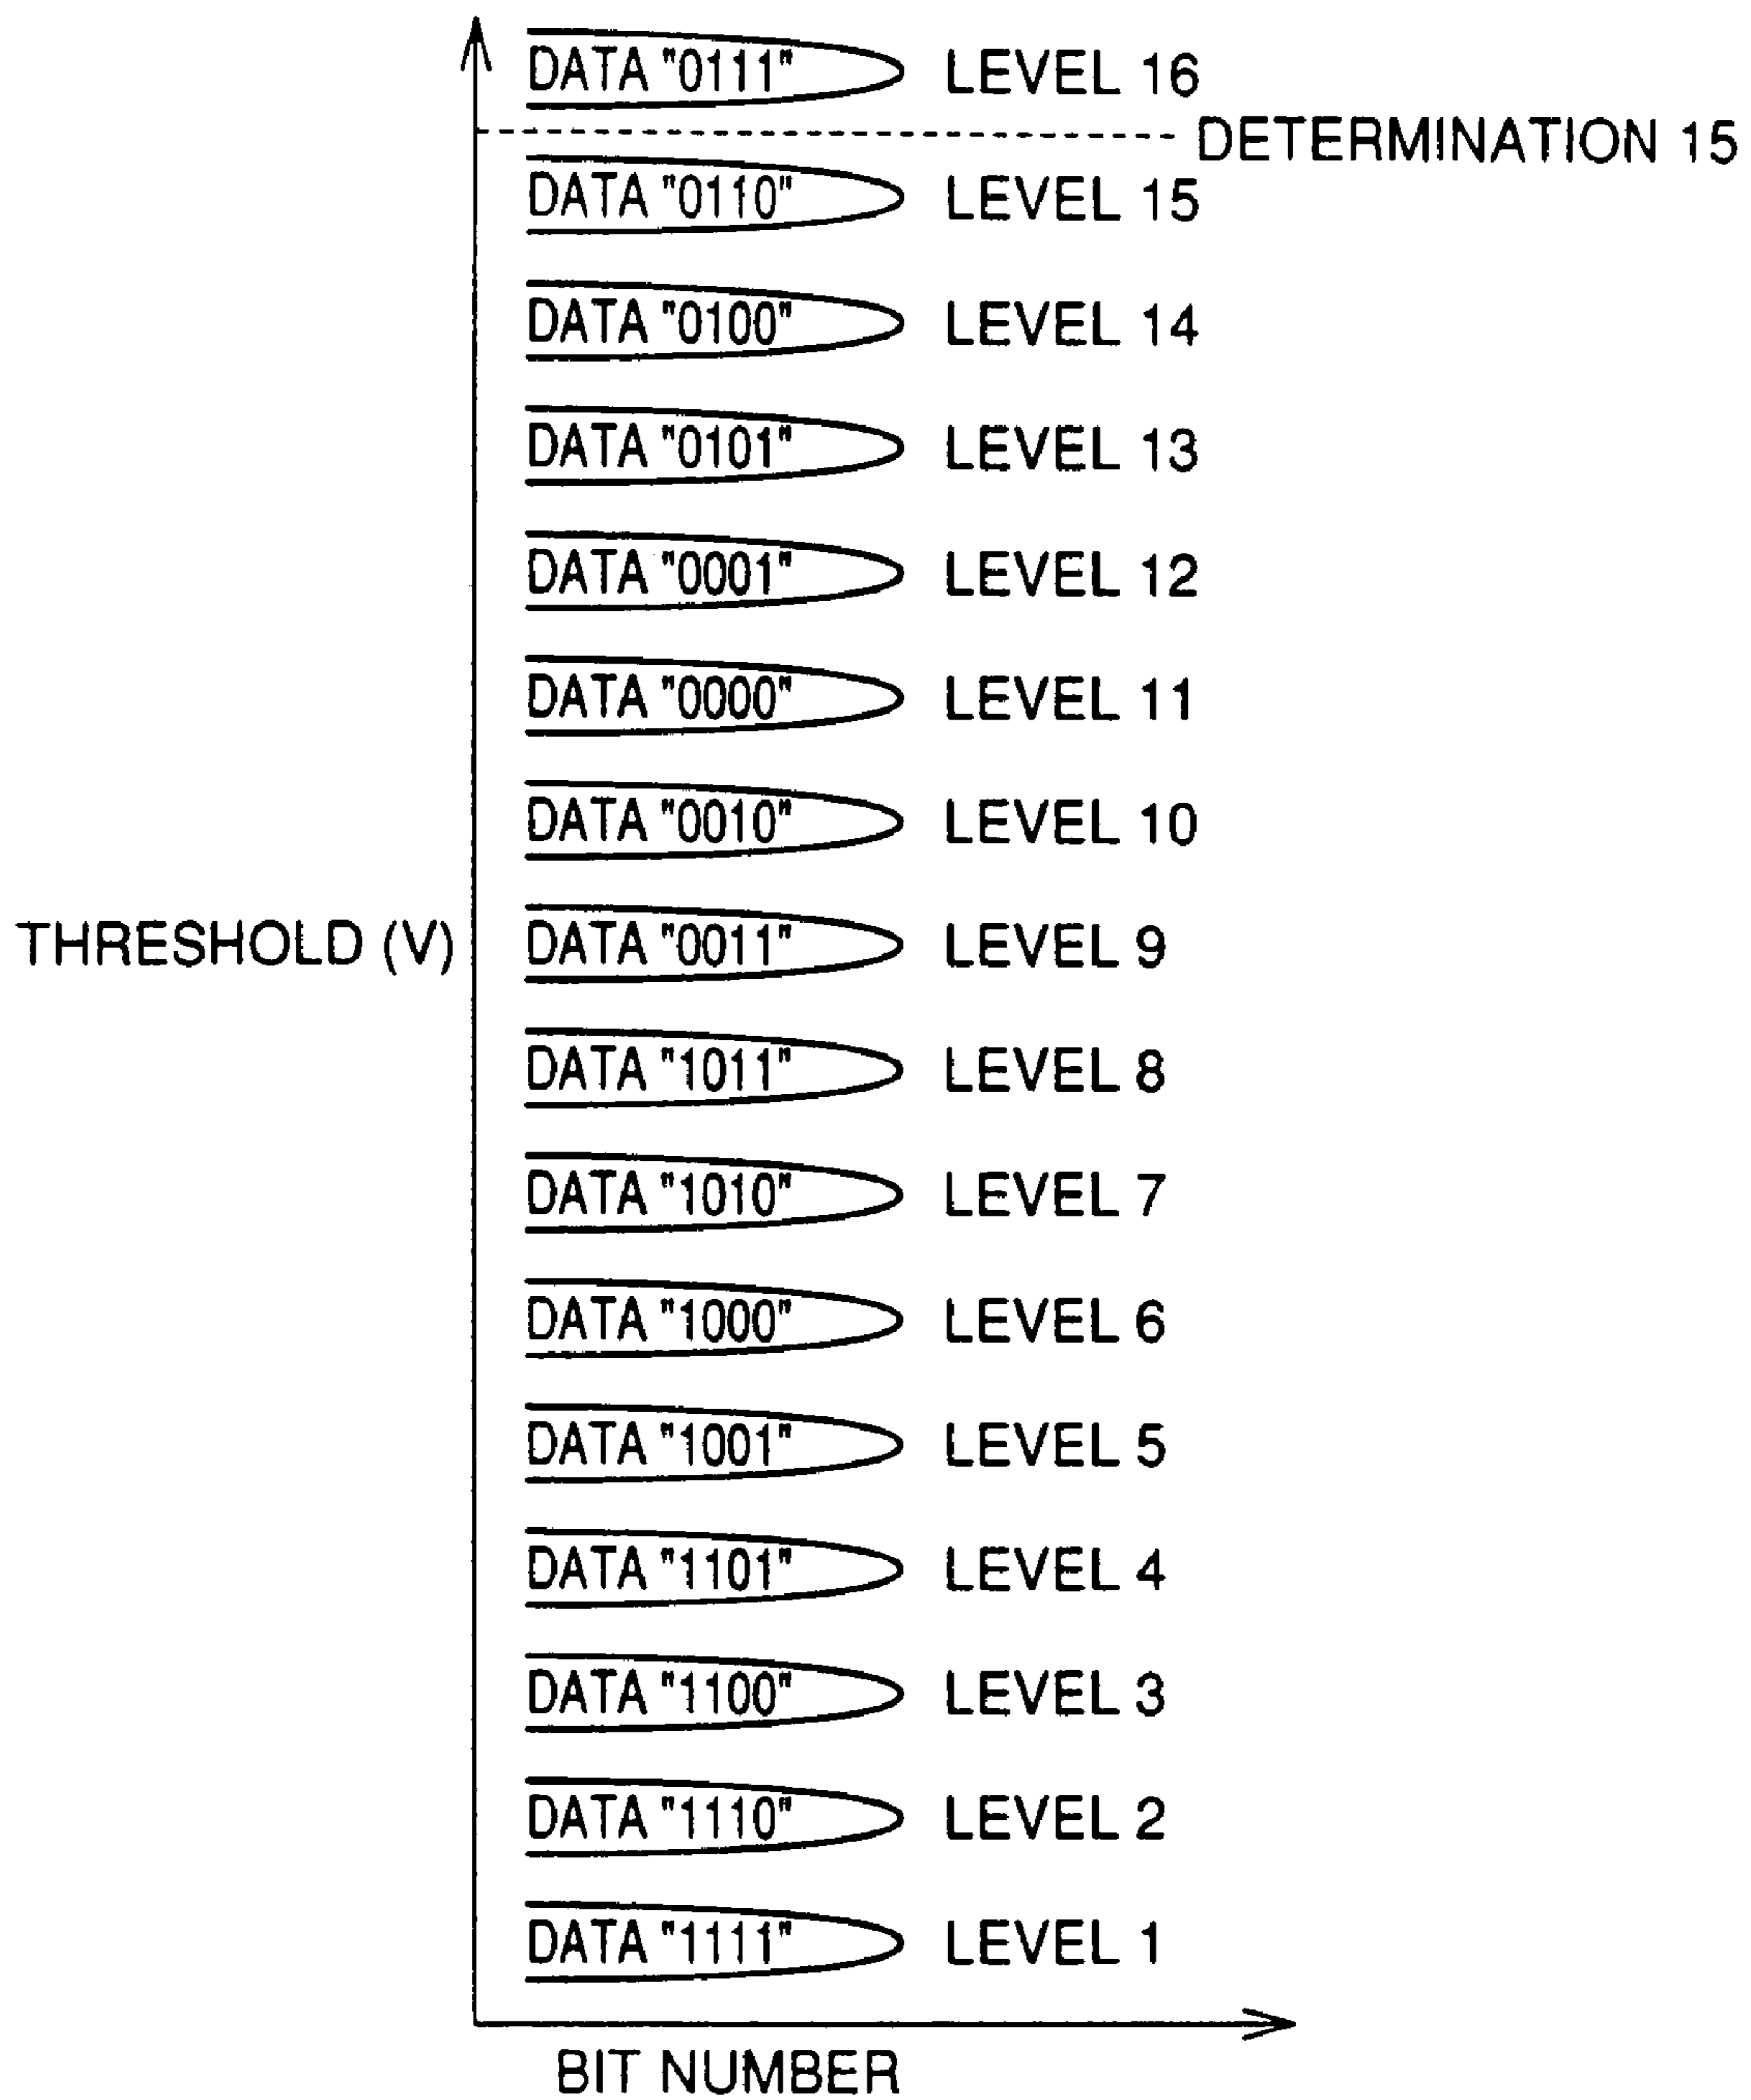 DATA "0111" LEVEL 16
DETERMINATION 15
DATA "0110" LEVEL 15
DATA "0100" LEVEL 14
DATA "0101" LEVEL 13
DATA "0001" LEVEL 12
DATA "0000" LEVEL 11
DATA "0010" LEVEL 10
THRESHOLD (V)
DATA "0011" LEVEL 9
DATA "1011" LEVEL 8
DATA "1010" LEVEL 7
DATA "1000" LEVEL 6
DATA "1001" LEVEL 5
DATA "1101" LEVEL 4
DATA "1100" LEVEL 3
DATA "1110" LEVEL 2
DATA "1111" LEVEL 1
BIT NUMBER